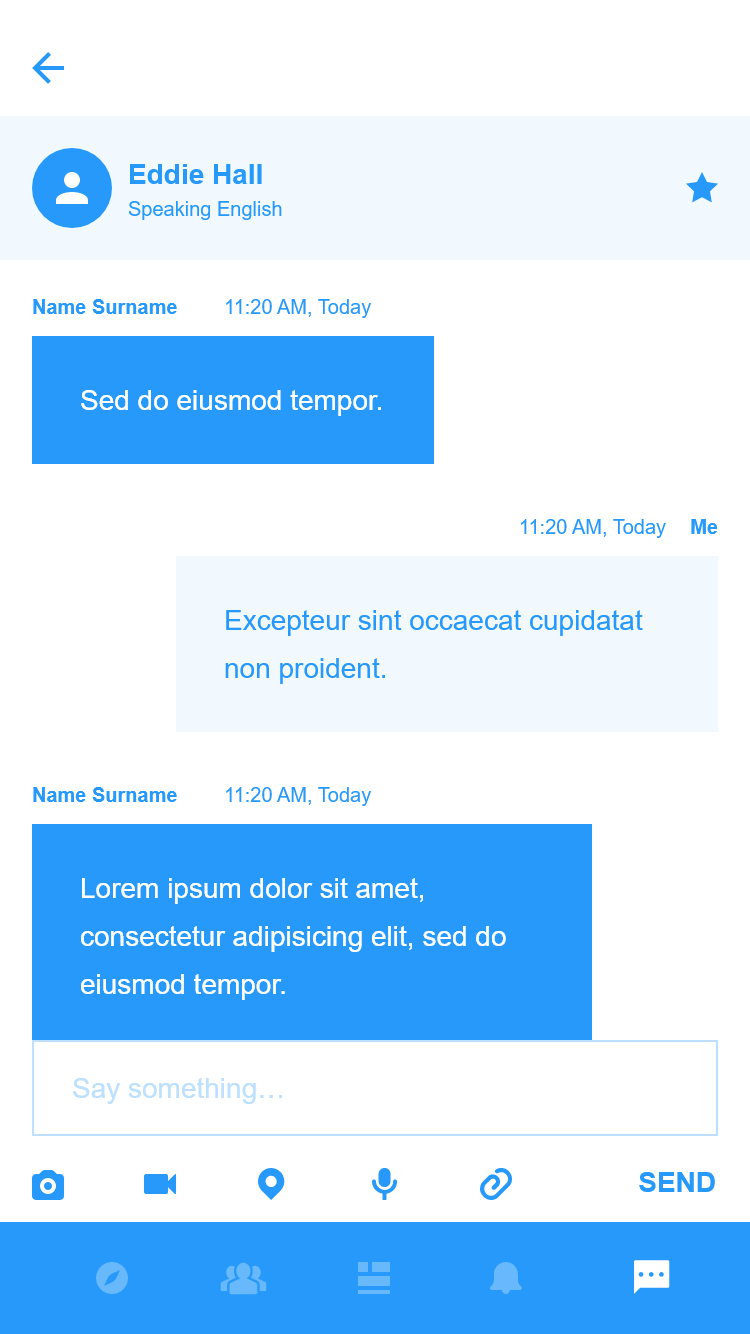 Eddie Hall
Speaking English
Name Surname 11:20 AM, Today
Sed do eiusmod tempor.
11:20 AM, Today Me
Excepteur sint occaecat cupidatat
non proident.
Name Surname 11:20 AM, Today
Lorem ipsum dolor sit amet,
consectetur adipisicing elit, sed do
eiusmod tempor.
Say something…
SEND